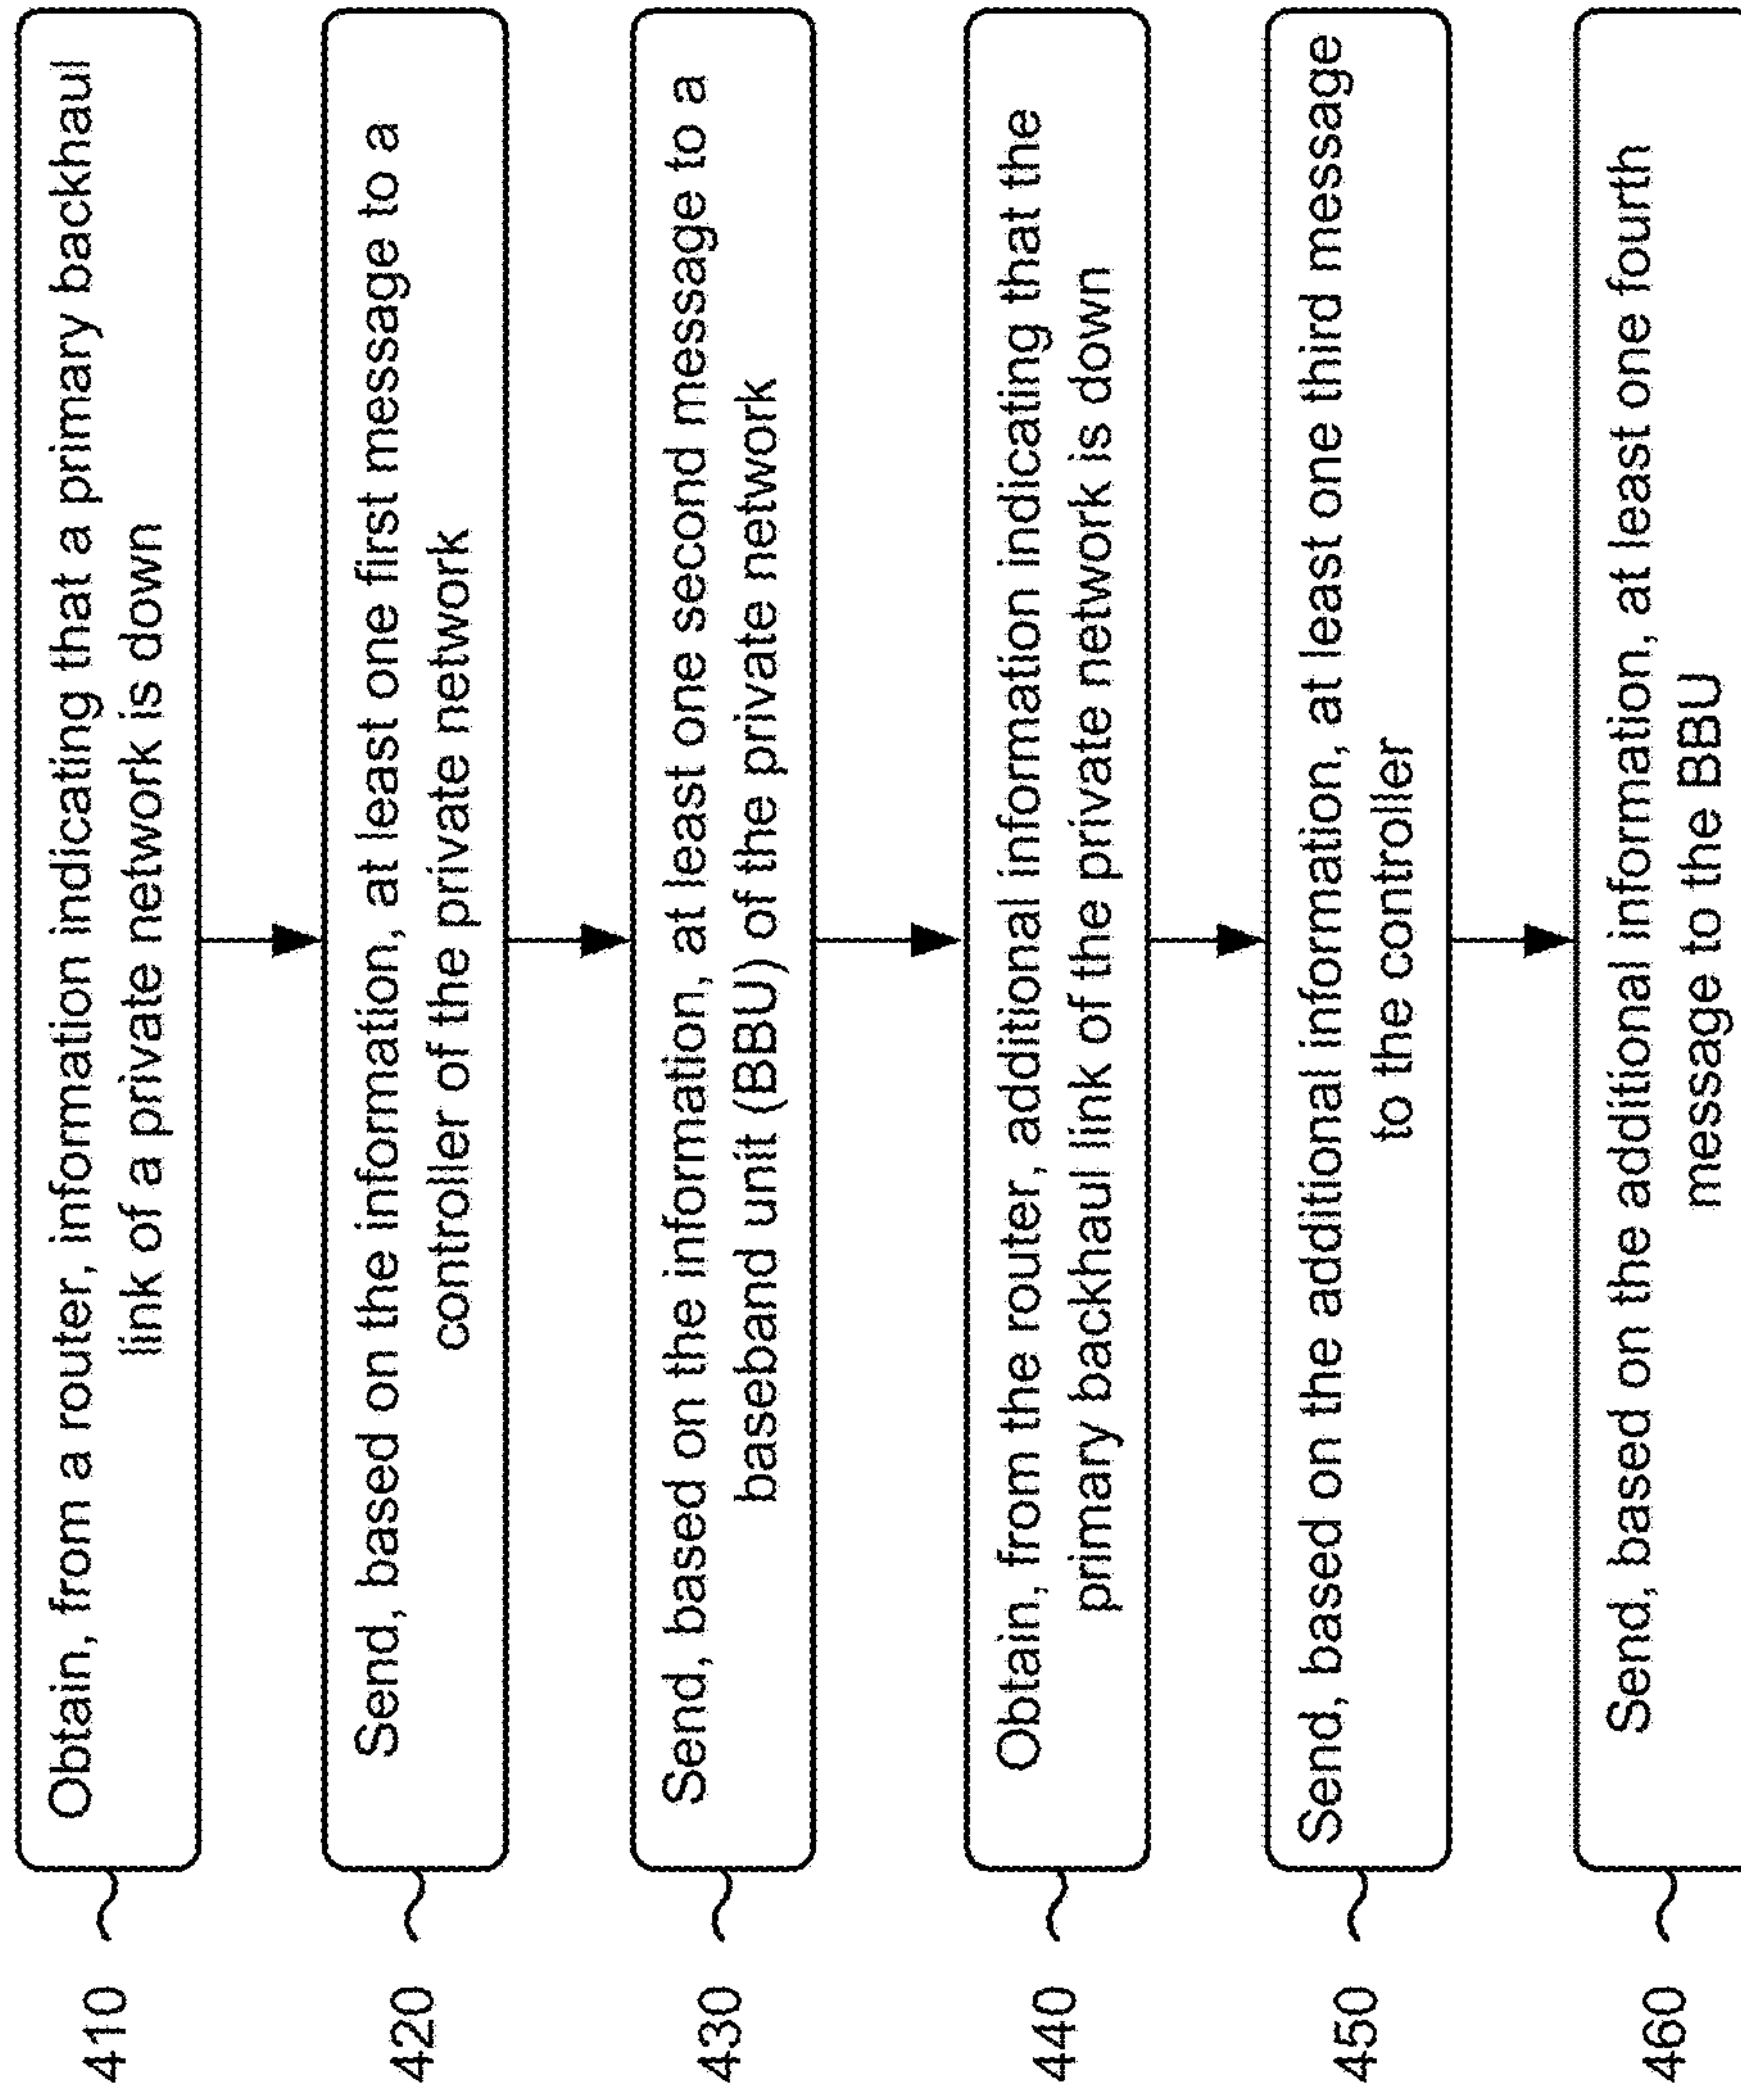 410
Obtain, from a router, information indicating that a primary backhaul
link of a private network is down
420
Send, based on the information, at least one first message to a
controller of the private network
430
Send, based on the information, at least one second message to a
baseband unit (BBU) of the private network
440
Obtain, from the router, additional information indicating that the
primary backhaul link of the private network is down
450
Send, based on the additional information, at least one third message
to the controller
460
Send, based on the additional information, at least one fourth
message to the BBU